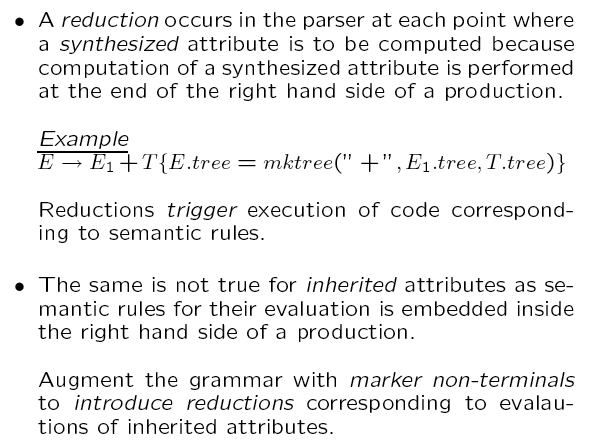 • A reduction occurs in the parser at each point where
a synthesized attribute is to be computed because
computation of a synthesized attribute is performed
at the end of the right hand side of a production.
Example
E → E₁ + T{E.tree = mktree(" +", E₁.tree, T.tree)}
Reductions trigger execution of code correspond-
ing to semantic rules.
• The same is not true for inherited attributes as se-
mantic rules for their evaluation is embedded inside
the right hand side of a production.
Augment the grammar with marker non-terminals
to introduce reductions corresponding to evalau-
tions of inherited attributes.